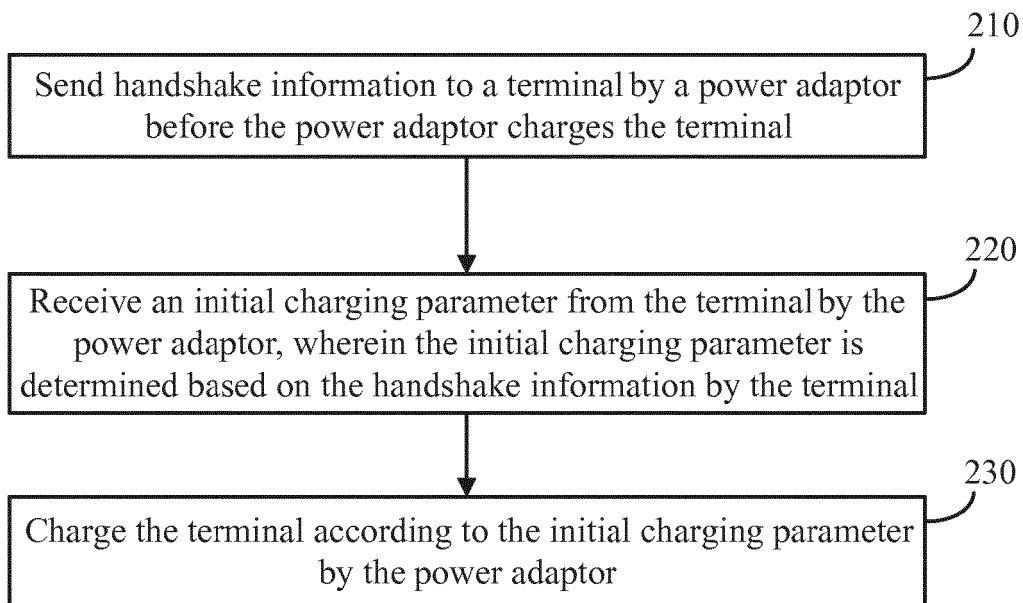 210
Send handshake information to a terminal by a power adaptor
before the power adaptor charges the terminal
220
Receive an initial charging parameter from the terminal by the
power adaptor, wherein the initial charging parameter is
determined based on the handshake information by the terminal
230
Charge the terminal according to the initial charging parameter
by the power adaptor